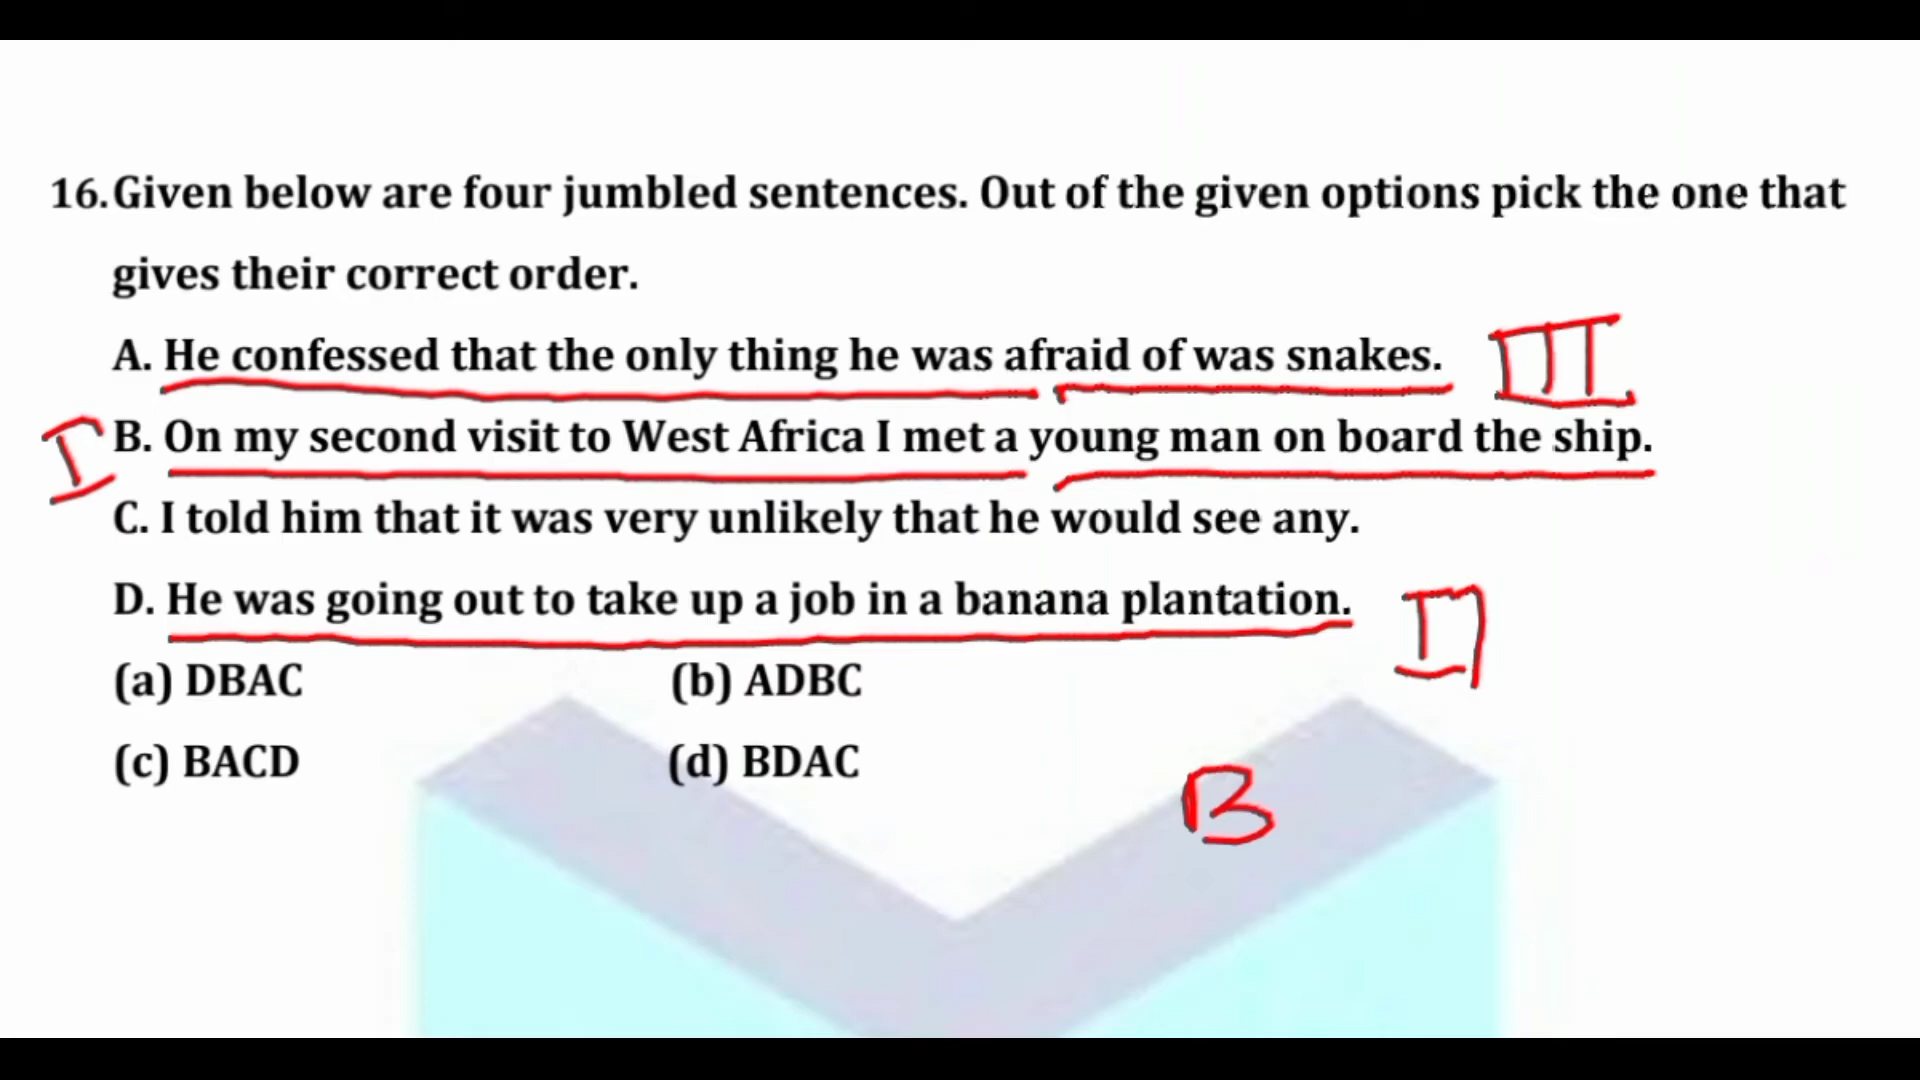 16.Given below are four jumbled sentences. Out of the given options pick the one that
gives their correct order.
A. He confessed that the only thing he was afraid of was snakes. III
I B. On my second visit to West Africa I met a young man on board the ship.
C. I told him that it was very unlikely that he would see any.
D. He was going out to take up a job in a banana plantation. II
(a) DBAC (b) ADBC
(c) BACD (d) BDAC
B